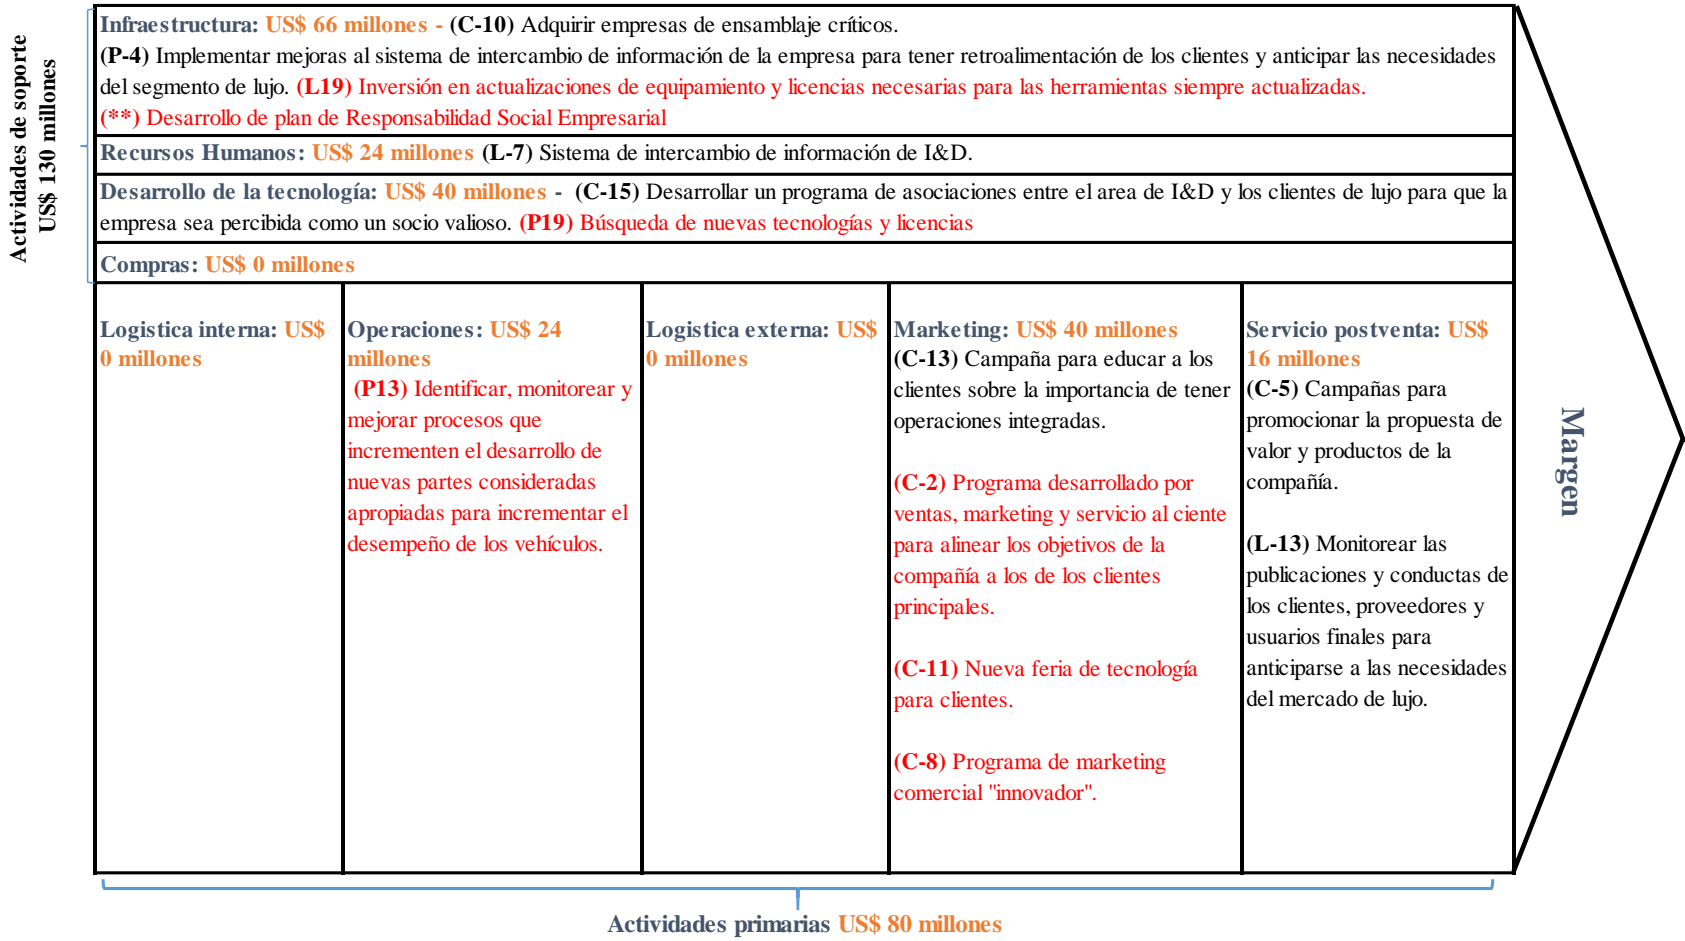 Actividades de soporte
US$ 130 millones
Infraestructura: US$ 66 millones - (C-10) Adquirir empresas de ensamblaje críticos.
(P-4) Implementar mejoras al sistema de intercambio de información de la empresa para tener retroalimentación de los clientes y anticipar las necesidades
del segmento de lujo. (L19) Inversión en actualizaciones de equipamiento y licencias necesarias para las herramientas siempre actualizadas.
(**) Desarrollo de plan de Responsabilidad Social Empresarial
Recursos Humanos: US$ 24 millones (L-7) Sistema de intercambio de información de I&D.
Desarrollo de la tecnología: US$ 40 millones - (C-15) Desarrollar un programa de asociaciones entre el area de I&D y los clientes de lujo para que la
empresa sea percibida como un socio valioso. (P19) Búsqueda de nuevas tecnologías y licencias
Compras: US$ 0 millones
Logistica interna: US$
0 millones
Operaciones: US$ 24
millones
(P13) Identificar, monitorear y
mejorar procesos que
incrementen el desarrollo de
nuevas partes consideradas
apropiadas para incrementar el
desempeño de los vehículos.
Logistica externa: US$
0 millones
Marketing: US$ 40 millones
(C-13) Campaña para educar a los
clientes sobre la importancia de tener
operaciones integradas.
(C-2) Programa desarrollado por
ventas, marketing y servicio al ciente
para alinear los objetivos de la
compañía a los de los clientes
principales.
(C-11) Nueva feria de tecnología
para clientes.
(C-8) Programa de marketing
comercial "innovador".
Servicio postventa: US$
16 millones
(C-5) Campañas para
promocionar la propuesta de
valor y productos de la
compañía.
(L-13) Monitorear las
publicaciones y conductas de
los clientes, proveedores y
usuarios finales para
anticiparse a las necesidades
del mercado de lujo.
Margen
Actividades primarias US$ 80 millones